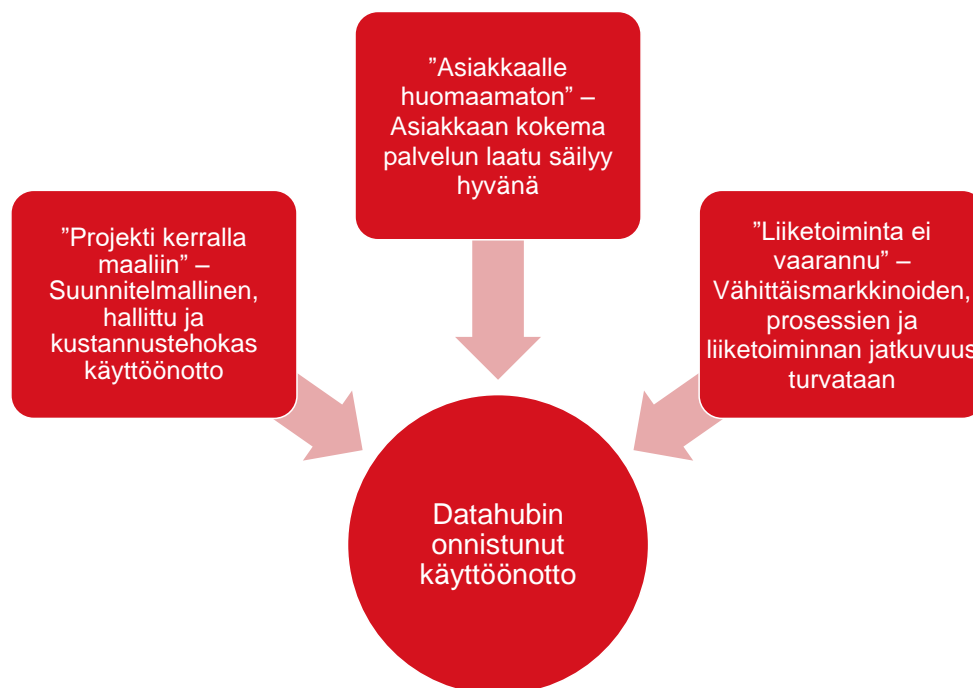 ”Asiakkaalle
huomaamaton” –
Asiakkaan kokema
palvelun laatu säilyy
hyvänä
”Projekti kerralla
maaliin” –
Suunnitelmallinen,
hallittu ja
kustannustehokas
käyttöönotto
”Liiketoiminta ei
vaarannu” –
Vähittäismarkkinoiden,
prosessien ja
liiketoiminnan jatkuvuus
turvataan
Datahubin
onnistunut
käyttöönotto